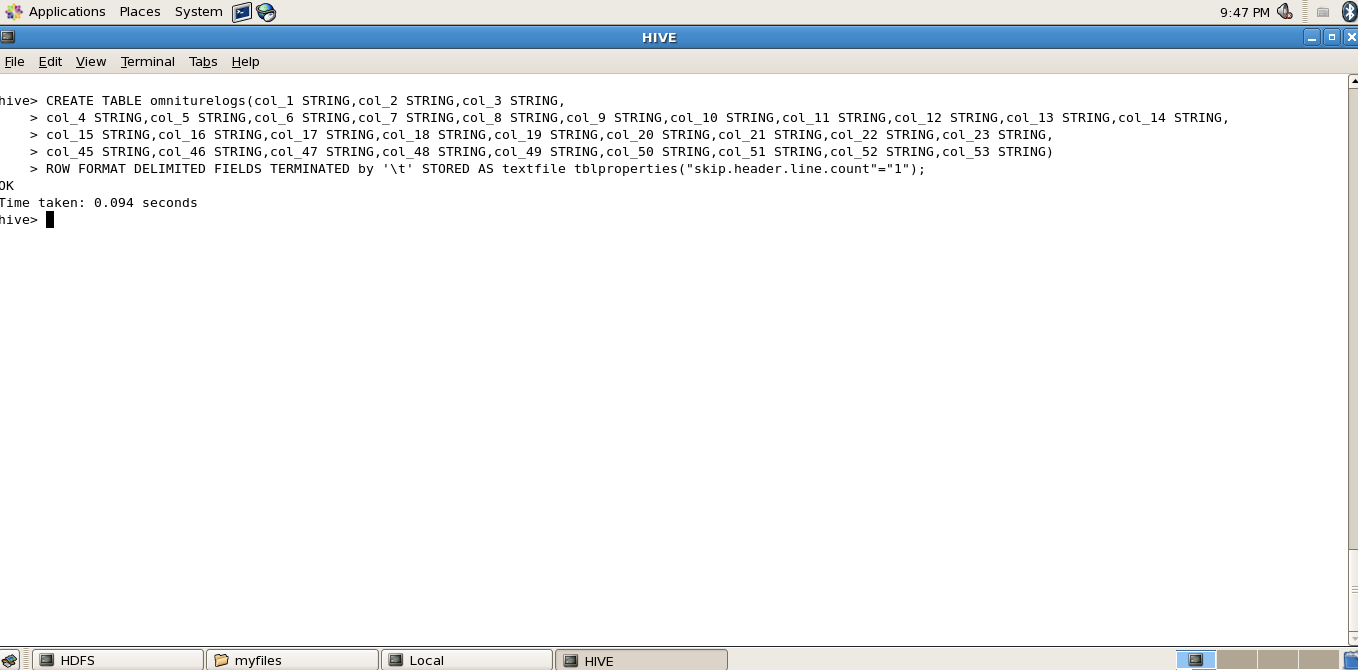 Applications Places System 9:47 PM
HIVE
File Edit View Terminal Tabs Help
hive> CREATE TABLE omniturelogs(col_1 STRING,col_2 STRING,col_3 STRING,
> col_4 STRING,col_5 STRING,col_6 STRING,col_7 STRING,col_8 STRING,col_9 STRING,col_10 STRING,col_11 STRING,col_12 STRING,col_13 STRING,col_14 STRING,
> col_15 STRING,col_16 STRING,col_17 STRING,col_18 STRING,col_19 STRING,col_20 STRING,col_21 STRING,col_22 STRING,col_23 STRING,
> col_45 STRING,col_46 STRING,col_47 STRING,col_48 STRING,col_49 STRING,col_50 STRING,col_51 STRING,col_52 STRING,col_53 STRING)
> ROW FORMAT DELIMITED FIELDS TERMINATED by '\t' STORED AS textfile tblproperties("skip.header.line.count"="1");
OK
Time taken: 0.094 seconds
hive>
HDFS myfiles Local HIVE